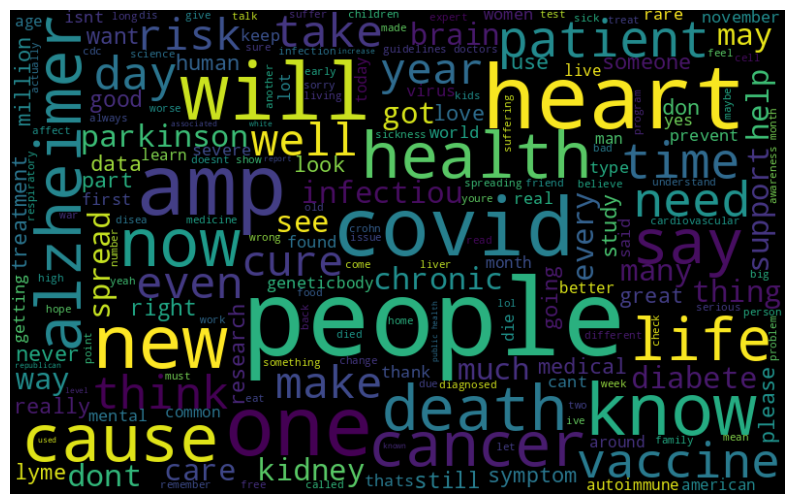 age isnt long dis give talk suffer children expert sick treat women test rare november
want risk keep cdc science sure infection increase made take brain guidelines doctors patient feel cell may
million actually day human worse another lot early sorry living today year virus kids use someone
good always will got love live heart suffering maybe don yes help
affect white associated sickness world man prevent program
parkinson severe well look health type time
respiratory treatment data learn doesnt show
part war amp spreading friend bad believe understand awareness month
alzheimer first disea medicine report old infectiou youre real every study cardiovascular need support
spread number now wrong found see issue crohn read covid said say
even cure come liver month many big
getting high yeah geneticbody chronic going better great thing
hope right work food back home die lol different serious person
never point new died people public health check life problem
republican way something
research change thank much medical week
level must think make eat due diagnosed cant diabete
really mental common death two ive know please
cause used one remember known cancer let around family mean
lyme dont care kidney called free thats still symptom autoimmune american vaccine